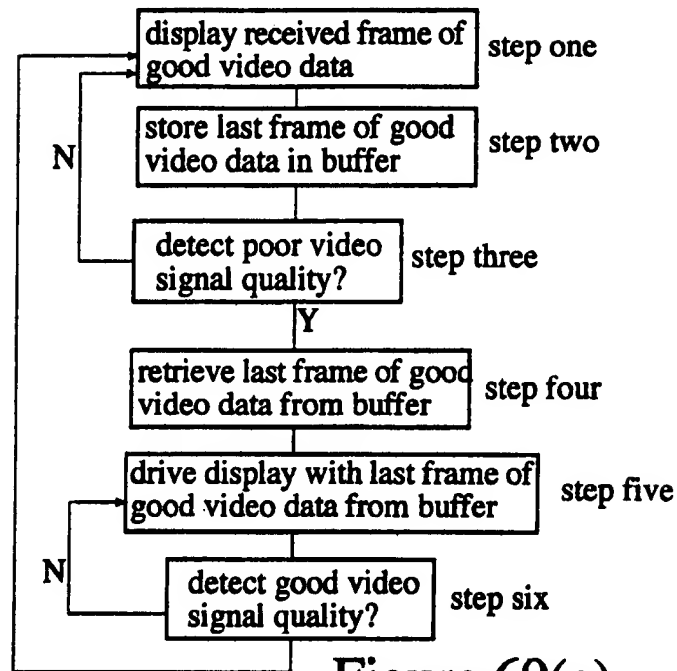 display received frame of
good video data
step one
store last frame of good
video data in buffer
step two
N
detect poor video
signal quality?
step three
Y
retrieve last frame of good
video data from buffer
step four
drive display with last frame of
good video data from buffer
step five
N
detect good video
signal quality?
step six